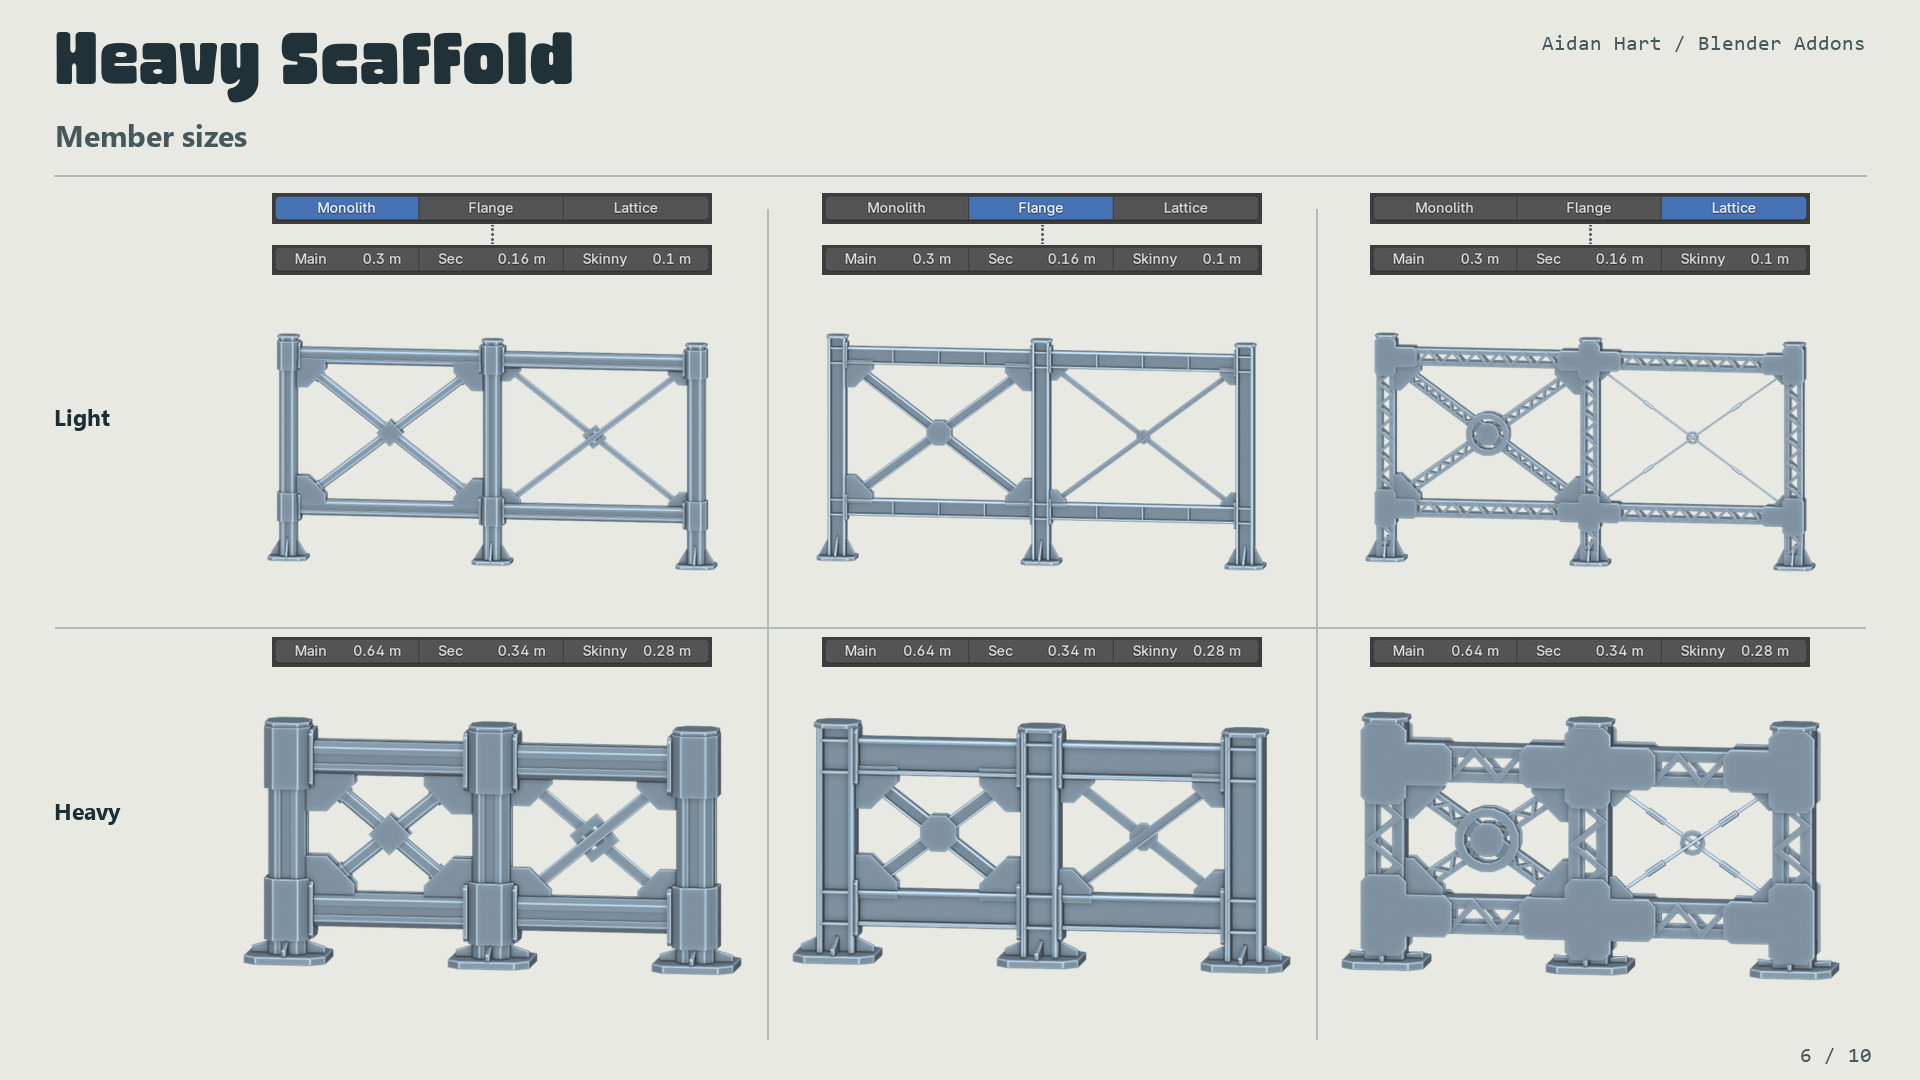 Heavy Scaffold
Aidan Hart / Blender Addons
Member sizes
Monolith Flange Lattice
Main 0.3 m Sec 0.16 m Skinny 0.1 m
Monolith Flange Lattice
Main 0.3 m Sec 0.16 m Skinny 0.1 m
Monolith Flange Lattice
Main 0.3 m Sec 0.16 m Skinny 0.1 m
Light
Main 0.64 m Sec 0.34 m Skinny 0.28 m
Main 0.64 m Sec 0.34 m Skinny 0.28 m
Main 0.64 m Sec 0.34 m Skinny 0.28 m
Heavy
6 / 10